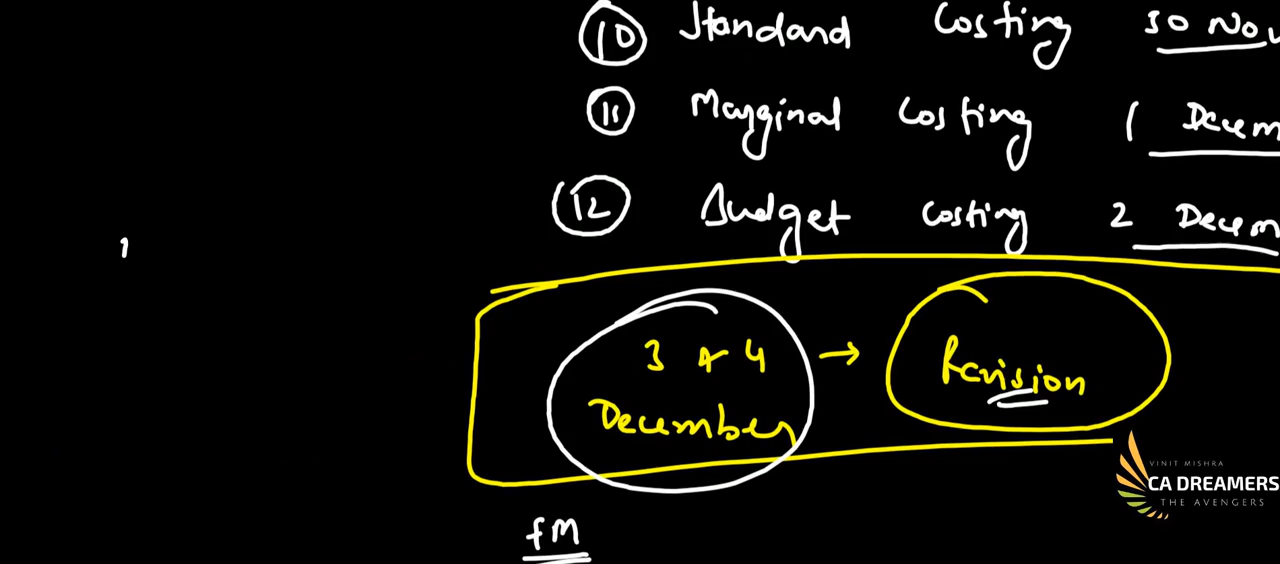 10 Standard Costing 30 Nov
11 Marginal Costing 1 Decem
12 Budget Costing 2 Decem
1
3 & 4 → Revision
December
VINIT MISHRA
CA DREAMERS
THE AVENGERS
FM